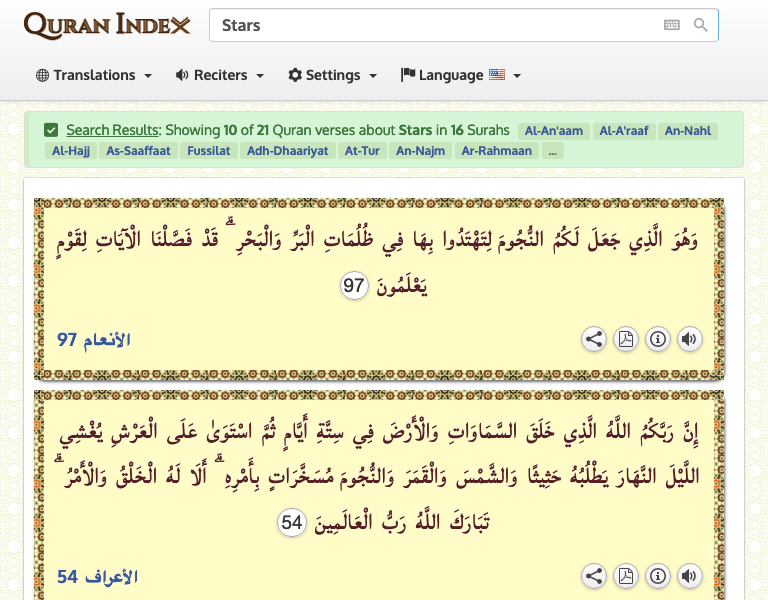 QURAN INDEX
Stars
Translations Reciters Settings Language
Search Results: Showing 10 of 21 Quran verses about Stars in 16 Surahs Al-An'aam Al-A'raaf An-Nahl
Al-Hajj As-Saaffaat Fussilat Adh-Dhaariyat At-Tur An-Najm Ar-Rahmaan ...
وَهُوَ الَّذِي جَعَلَ لَكُمُ النُّجُومَ لِتَهْتَدُوا بِهَا فِي ظُلُمَاتِ الْبَرِّ وَالْبَحْرِ ۗ قَدْ فَصَّلْنَا الْآيَاتِ لِقَوْمٍ
يَعْلَمُونَ 97
الأنعام 97
إِنَّ رَبَّكُمُ اللَّهُ الَّذِي خَلَقَ السَّمَاوَاتِ وَالْأَرْضَ فِي سِتَّةِ أَيَّامٍ ثُمَّ اسْتَوَىٰ عَلَى الْعَرْشِ يُغْشِي
اللَّيْلَ النَّهَارَ يَطْلُبُهُ حَثِيثًا وَالشَّمْسَ وَالْقَمَرَ وَالنُّجُومَ مُسَخَّرَاتٍ بِأَمْرِهِ ۗ أَلَا لَهُ الْخَلْقُ وَالْأَمْرُ ۗ
تَبَارَكَ اللَّهُ رَبُّ الْعَالَمِينَ 54
الأعراف 54